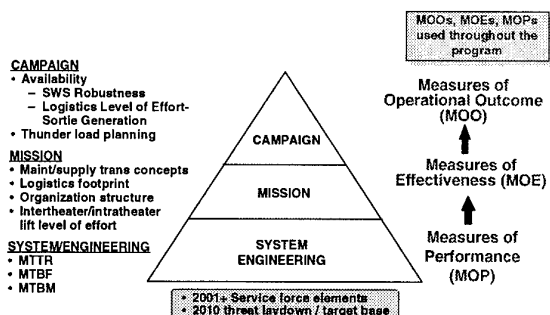 MOOs, MOEs, MOPs
used throughout the
program
CAMPAIGN
• Availability
– SWS Robustness
– Logistics Level of Effort-
Sortie Generation
• Thunder load planning
MISSION
• Maint/supply trans concepts
• Logistics footprint
• Organization structure
• Intertheater/intratheater
lift level of effort
SYSTEM/ENGINEERING
• MTTR
• MTBF
• MTBM
CAMPAIGN
MISSION
SYSTEM
ENGINEERING
Measures of
Operational Outcome
(MOO)
Measures of
Effectiveness (MOE)
Measures of
Performance
(MOP)
• 2001+ Service force elements
• 2010 threat laydown / target base